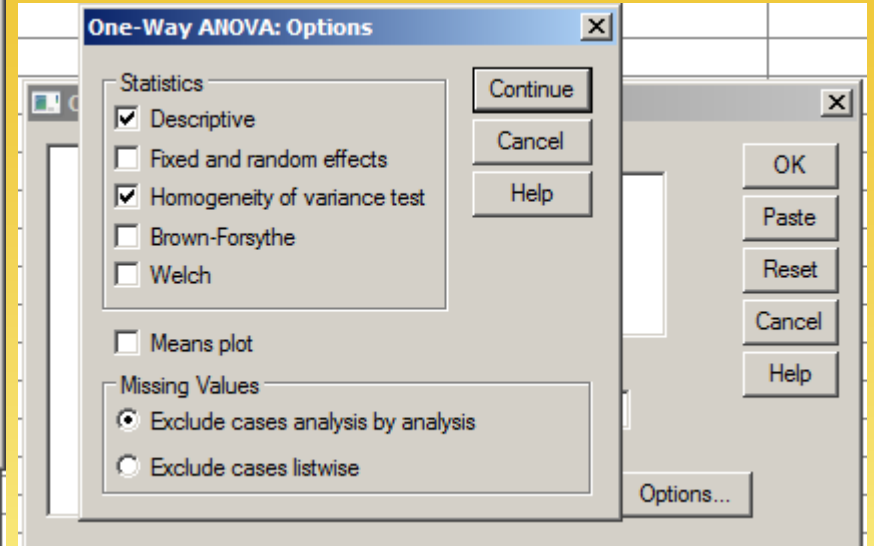 One-Way ANOVA: Options
Statistics
Descriptive
Fixed and random effects
Homogeneity of variance test
Brown-Forsythe
Welch
Means plot
Missing Values
Exclude cases analysis by analysis
Exclude cases listwise
Continue
Cancel
Help
OK
Paste
Reset
Cancel
Help
Options...